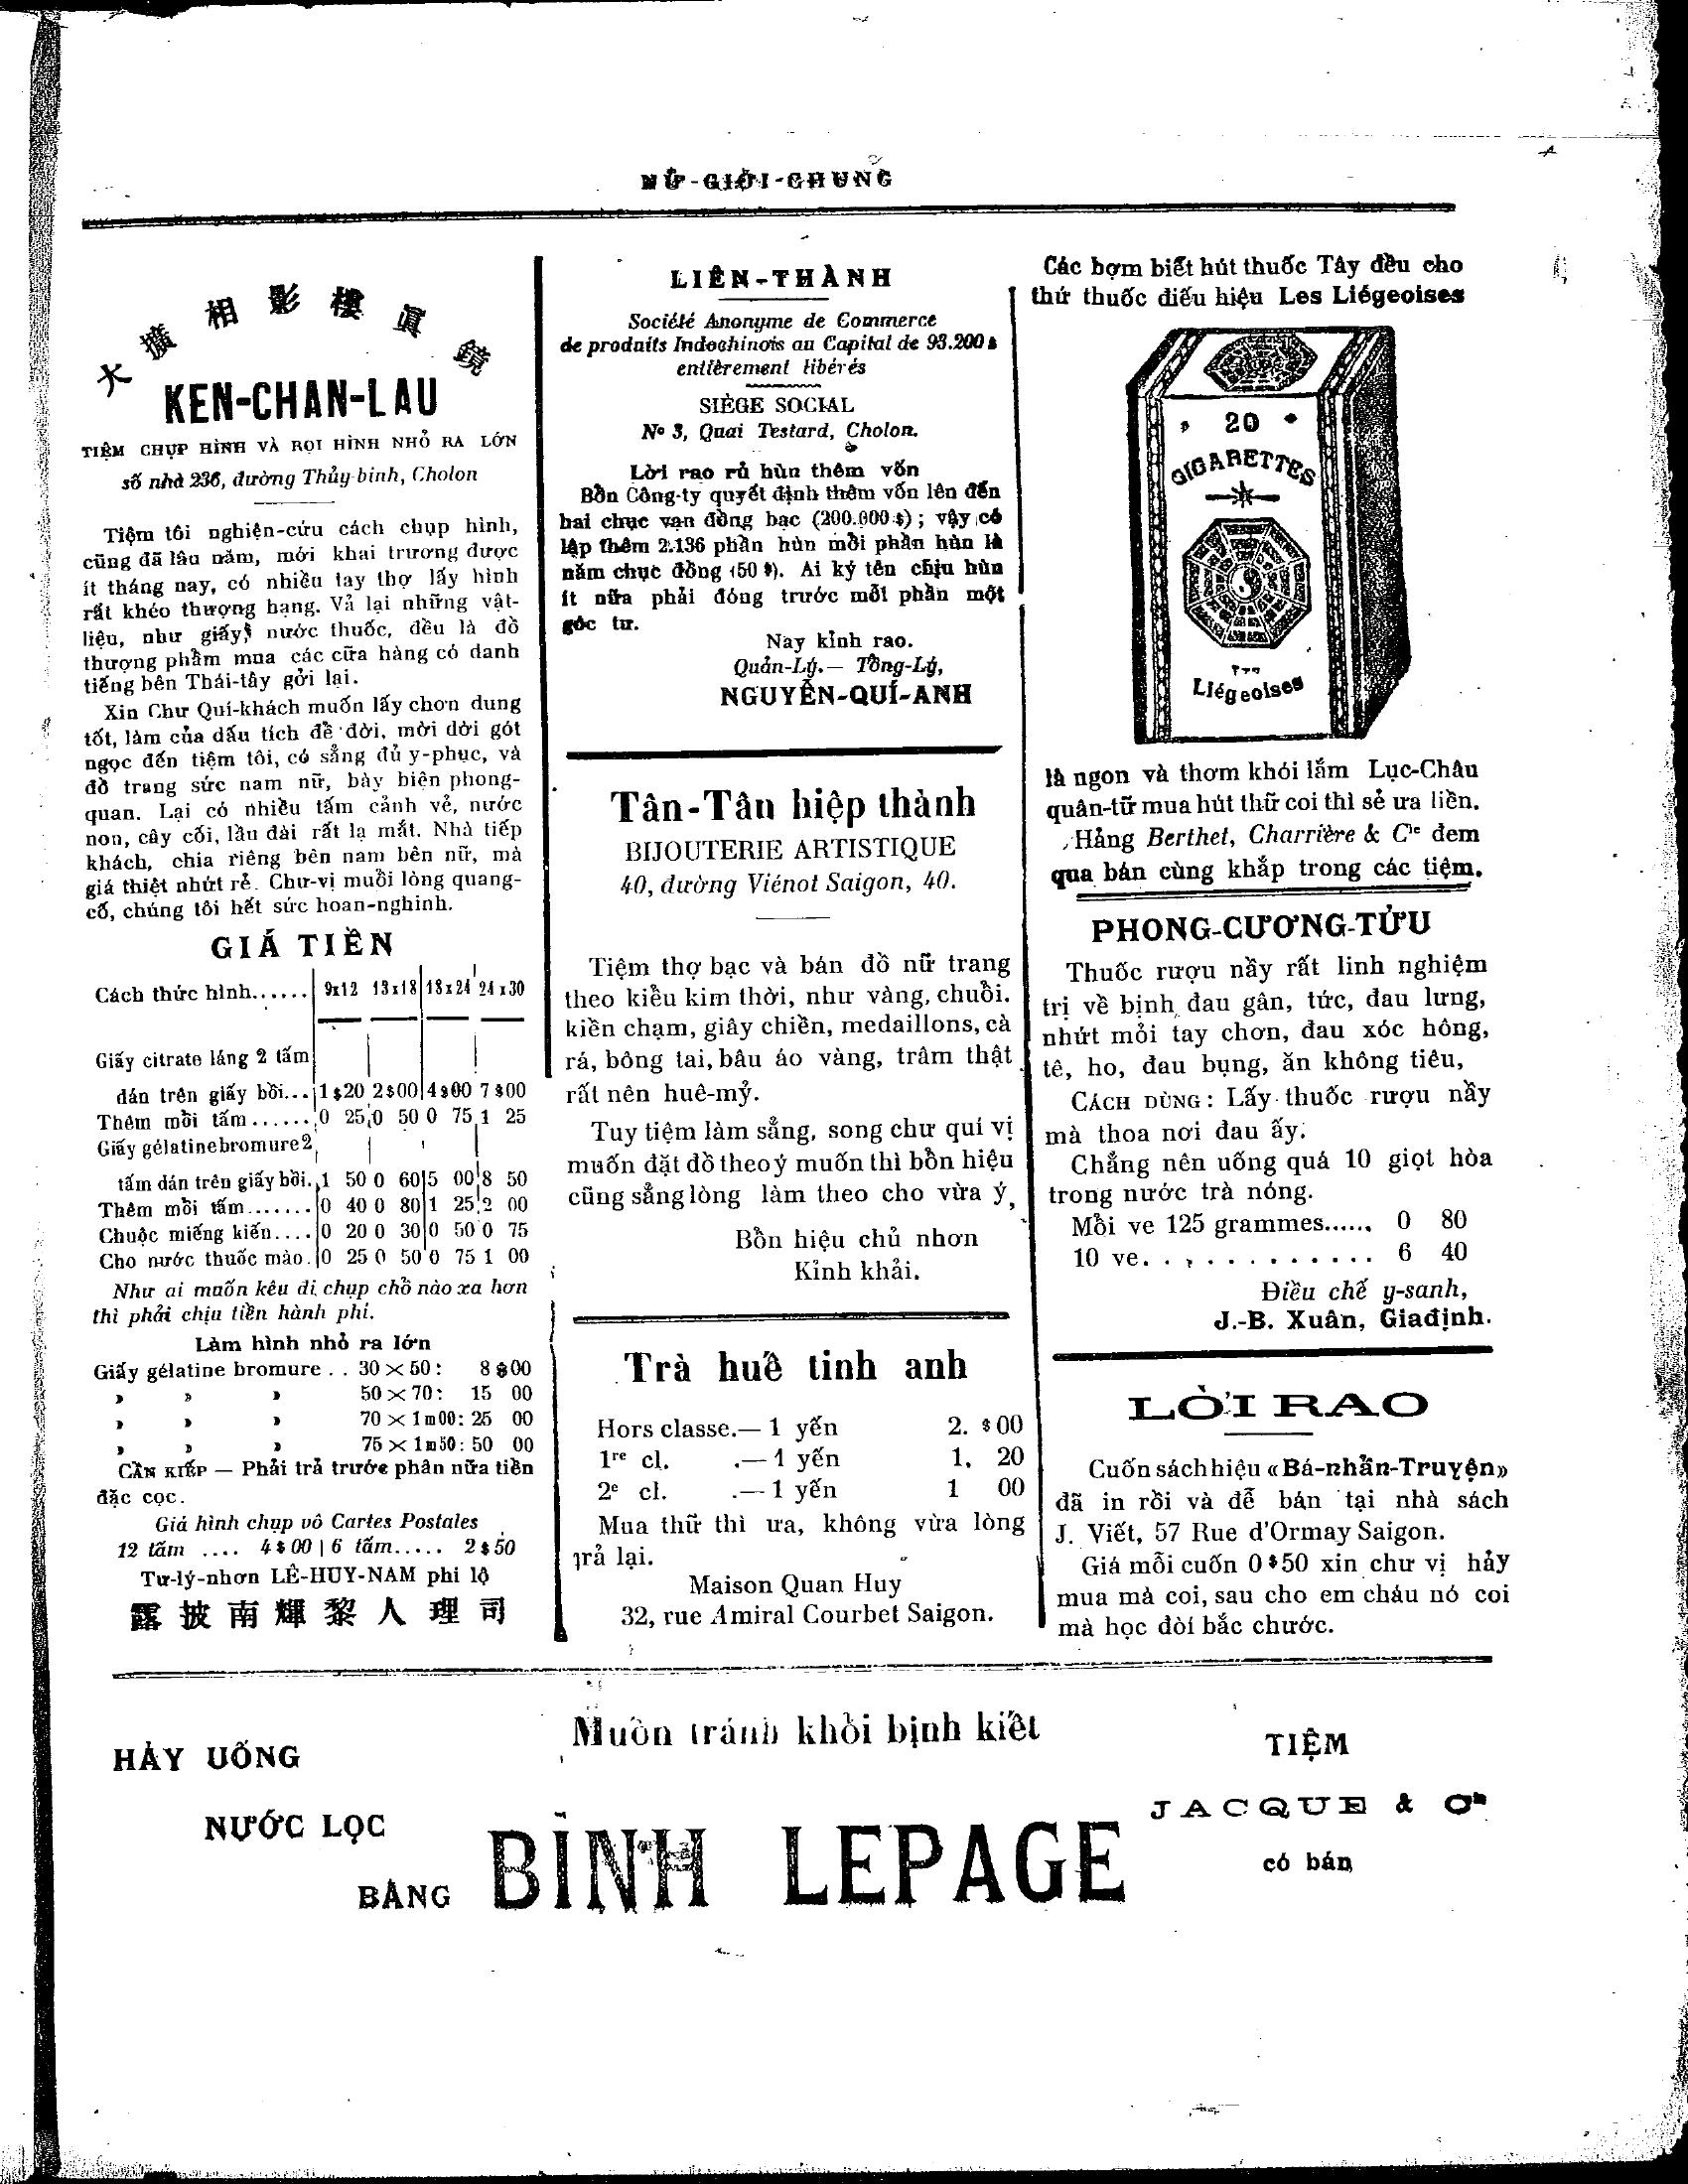 NỮ-GIỚI-CHUNG
大 擴 相 影 樓 眞 鏡
KEN-CHAN-LAU
TIỆM CHỤP HÌNH VÀ RỌI HÌNH NHỎ RA LỚN
số nhà 236, đường Thủy-binh, Cholon
Tiệm tôi nghiện-cứu cách chụp hình,
cũng đã lâu năm, mới khai trương được
ít tháng nay, có nhiều tay thợ lấy hình
rất khéo thượng hạng. Vả lại những vật-
liệu, như giấy, nước thuốc, đều là đồ
thượng phẩm mua các cữa hàng có danh
tiếng bên Thái-tây gởi lại.
Xin Chư Quí-khách muốn lấy chơn dung
tốt, làm của dấu tích để đời, mời dời gót
ngọc đến tiệm tôi, có sẳng đủ y-phục, và
đồ trang sức nam nữ, bày biện phong-
quan. Lại có nhiều tấm cảnh vẻ, nước
non, cây cối, lầu đài rất lạ mắt. Nhà tiếp
khách, chia riêng bên nam bên nữ, mà
giá thiệt nhứt rẻ. Chư-vị muồi lòng quang-
cố, chúng tôi hết sức hoan-nghinh.
GIÁ TIỀN
Cách thức hình...... 9x12 13x18 18x24 24x30
Giấy citrate láng 2 tấm
dán trên giấy bồi... 1$20 2$00 4$00 7$00
Thêm mồi tấm...... 0 25 0 50 0 75 1 25
Giấy gélatine bromure 2
tấm dán trên giấy bồi. 1 50 0 60 5 00 8 50
Thêm mồi tấm....... 0 40 0 80 1 25 2 00
Chuộc miếng kiến.... 0 20 0 30 0 50 0 75
Cho nước thuốc mào. 0 25 0 50 0 75 1 00
Như ai muốn kêu đi chụp chổ nào xa hơn
thì phải chịu tiền hành phi.
Làm hình nhỏ ra lớn
Giấy gélatine bromure . . 30 × 50 : 8 $ 00
» » » 50 × 70 : 15 00
» » » 70 × 1m00 : 25 00
» » » 75 × 1m50 : 50 00
CẦN KIẾP — Phải trả trước phân nữa tiền
đặc cọc.
Giá hình chụp vô Cartes Postales
12 tấm .... 4 $ 00 | 6 tấm..... 2 $ 50
Tư-lý-nhơn LÊ-HUY-NAM phi lộ
露 披 南 輝 黎 人 理 司
LIÊN-THÀNH
Société Anonyme de Commerce
de produits Indochinois au Capital de 93.200 $
entièrement libérés
SIÈGE SOCIAL
No 3, Quai Testard, Cholon.
Lời rao rủ hùn thêm vốn
Bổn Công-ty quyết định thêm vốn lên đến
hai chục vạn đồng bạc (200.000 $) ; vậy có
lập thêm 2.136 phần hùn mồi phần hùn là
năm chục đồng (50 $). Ai ký tên chịu hùn
ít nữa phải đóng trước mồi phần một
góc tư.
Nay kỉnh rao.
Quản-Lý.— Tổng-Lý,
NGUYỄN-QUÍ-ANH
Tân-Tân hiệp thành
BIJOUTERIE ARTISTIQUE
40, đường Viénot Saigon, 40.
Tiệm thợ bạc và bán đồ nữ trang
theo kiểu kim thời, như vàng, chuồi.
kiền chạm, giây chiền, medaillons, cà
rá, bông tai, bâu áo vàng, trâm thật
rất nên huê-mỷ.
Tuy tiệm làm sẳng, song chư qui vị
muốn đặt đồ theo ý muốn thì bổn hiệu
cũng sẳng lòng làm theo cho vừa ý,
Bổn hiệu chủ nhơn
Kỉnh khải.
Trà huế tinh anh
Hors classe.— 1 yến 2. $ 00
1re cl. .— 1 yến 1. 20
2e cl. .— 1 yến 1 00
Mua thữ thì ưa, không vừa lòng
trả lại.
Maison Quan Huy
32, rue Amiral Courbet Saigon.
Các bợm biết hút thuốc Tây đều cho
thứ thuốc điếu hiệu Les Liégeoises
20
CIGARETTES
Liégeoises
là ngon và thơm khói lắm Lục-Châu
quân-tữ mua hút thữ coi thì sẻ ưa liền.
Hảng Berthet, Charrière & Cie đem
qua bán cùng khắp trong các tiệm.
PHONG-CƯƠNG-TỬU
Thuốc rượu nầy rất linh nghiệm
trị về bịnh đau gân, tức, đau lưng,
nhứt mỏi tay chơn, đau xóc hông,
tê, ho, đau bụng, ăn không tiêu,
CÁCH DÙNG : Lấy thuốc rượu nầy
mà thoa nơi đau ấy.
Chẳng nên uống quá 10 giọt hòa
trong nước trà nóng.
Mồi ve 125 grammes..... 0 80
10 ve. . . . . . . . . . . . 6 40
Điều chế y-sanh,
J.-B. Xuân, Giađịnh.
LỜI RAO
Cuốn sách hiệu « Bá-nhẫn-Truyện »
đã in rồi và để bán tại nhà sách
J. Viết, 57 Rue d'Ormay Saigon.
Giá mỗi cuốn 0$50 xin chư vị hảy
mua mà coi, sau cho em cháu nó coi
mà học đòi bắc chước.
HẢY UỐNG
NƯỚC LỌC
BẰNG
Muốn tránh khỏi bịnh kiết
BÌNH LEPAGE
TIỆM
JACQUE & Cie
có bán